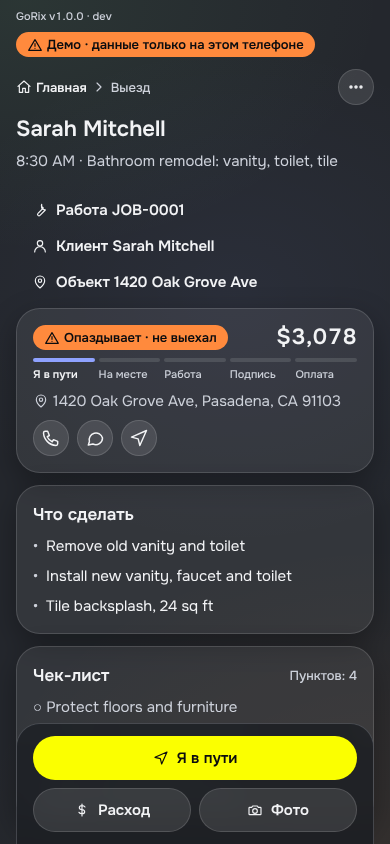 GoRix v1.0.0 · dev
Демо · данные только на этом телефоне
Главная > Выезд
Sarah Mitchell
8:30 AM · Bathroom remodel: vanity, toilet, tile
Работа JOB-0001
Клиент Sarah Mitchell
Объект 1420 Oak Grove Ave
Опаздывает · не выехал $3,078
Я в пути На месте Работа Подпись Оплата
1420 Oak Grove Ave, Pasadena, CA 91103
Что сделать
• Remove old vanity and toilet
• Install new vanity, faucet and toilet
• Tile backsplash, 24 sq ft
Чек-лист Пунктов: 4
○ Protect floors and furniture
Я в пути
$ Расход Фото